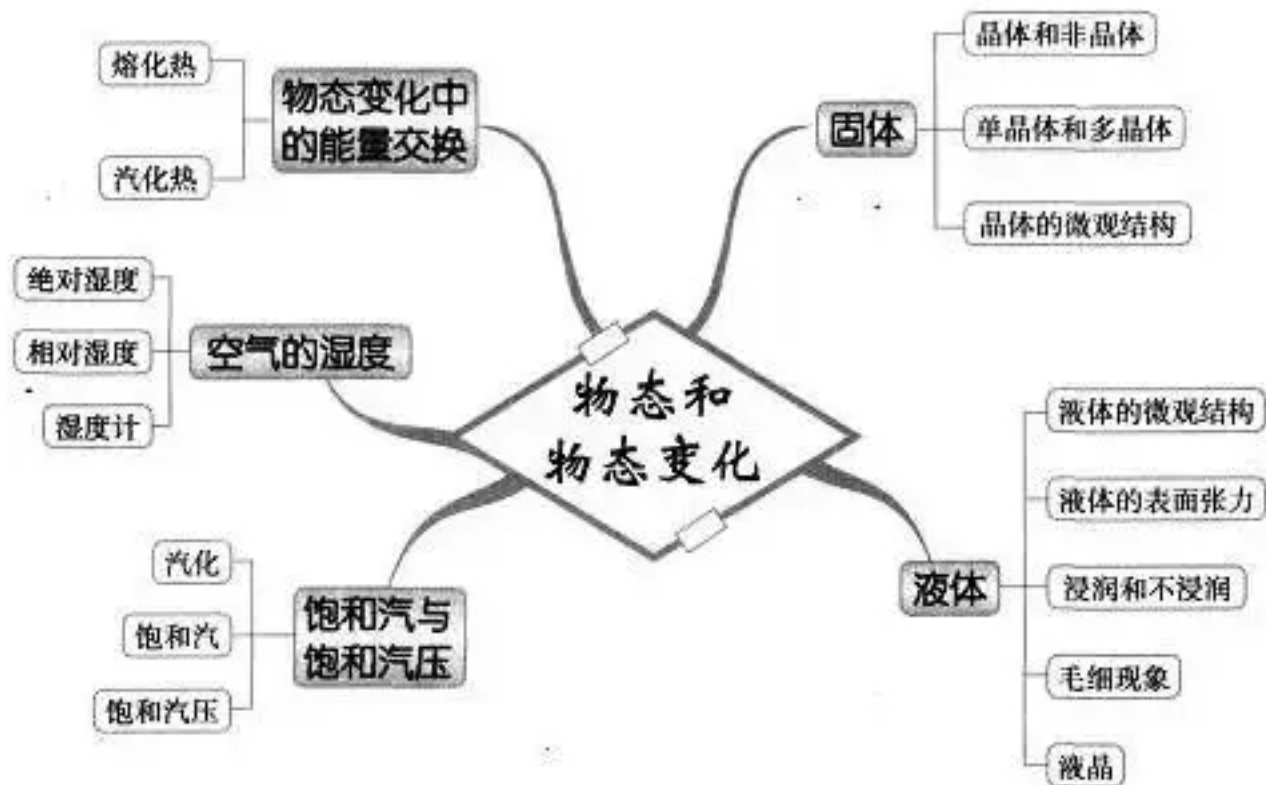 熔化热
汽化热
物态变化中
的能量交换
固体
晶体和非晶体
单晶体和多晶体
晶体的微观结构
绝对湿度
相对湿度
湿度计
空气的湿度
物态和
物态变化
汽化
饱和汽
饱和汽压
饱和汽与
饱和汽压
液体
液体的微观结构
液体的表面张力
浸润和不浸润
毛细现象
液晶